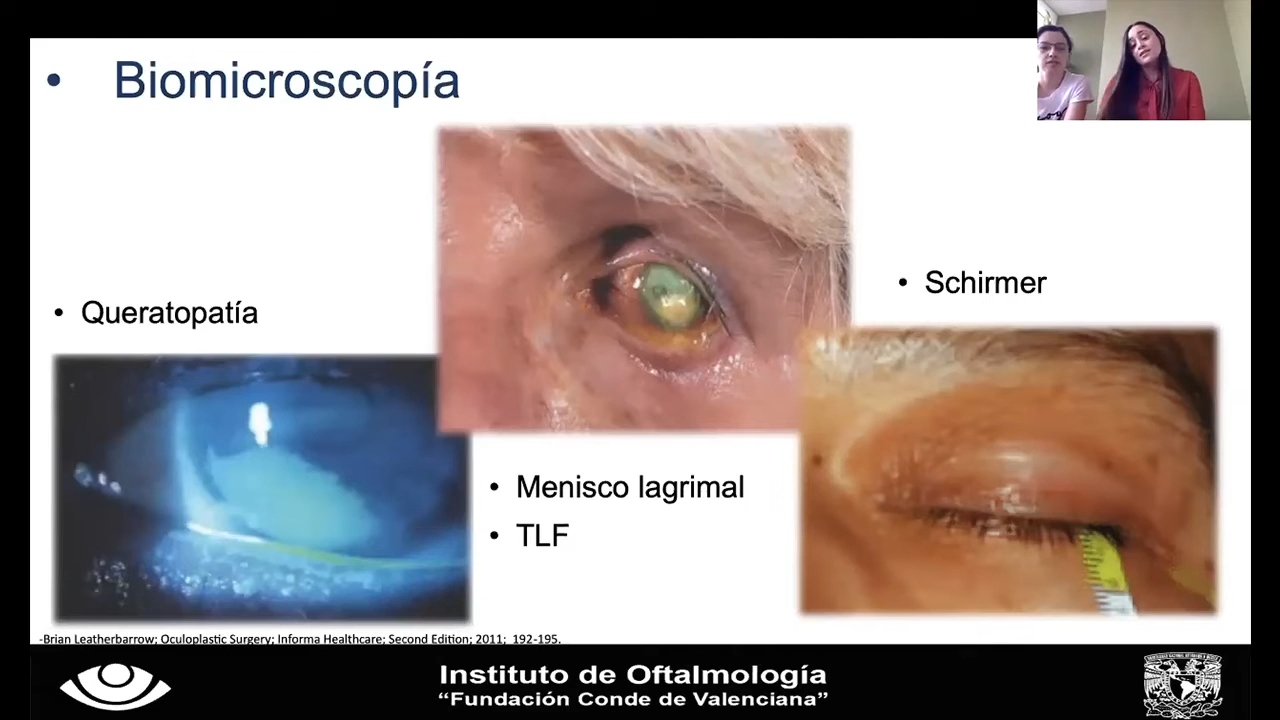 • Biomicroscopía
• Queratopatía
• Schirmer
• Menisco lagrimal
• TLF
-Brian Leatherbarrow; Oculoplastic Surgery; Informa Healthcare; Second Edition; 2011; 192-195.
Instituto de Oftalmología
“Fundación Conde de Valenciana”